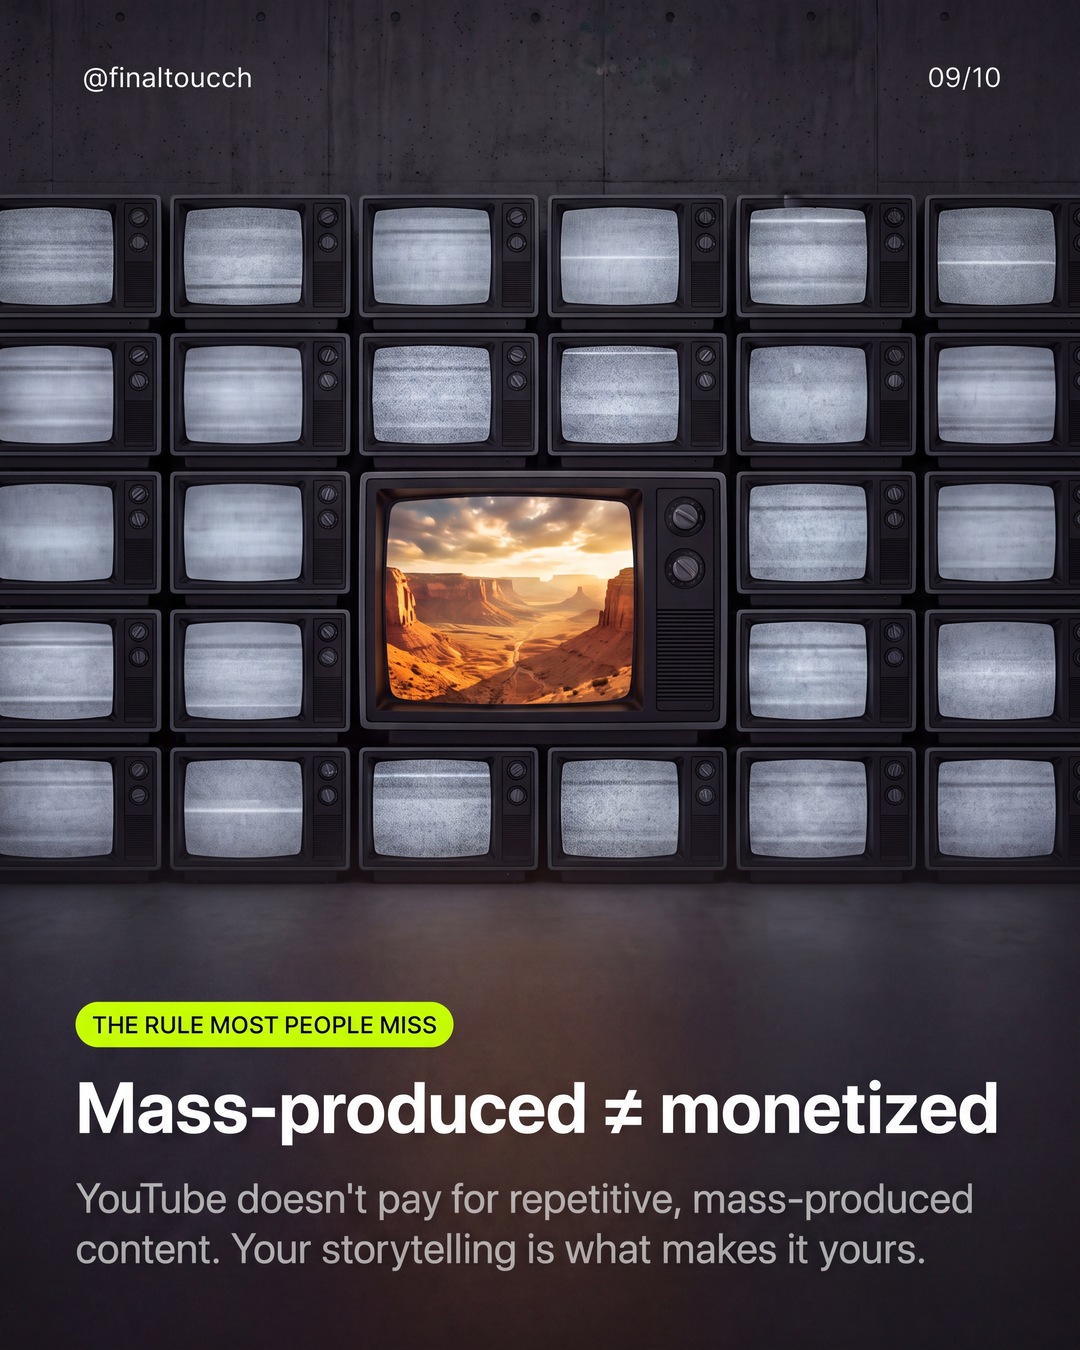 @finaltoucch
09/10
THE RULE MOST PEOPLE MISS
Mass-produced ≠ monetized
YouTube doesn't pay for repetitive, mass-produced
content. Your storytelling is what makes it yours.